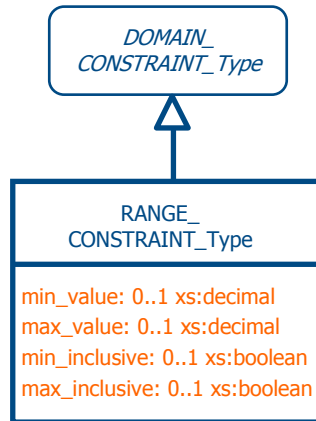 DOMAIN_
CONSTRAINT_Type
RANGE_
CONSTRAINT_Type
min_value: 0..1 xs:decimal
max_value: 0..1 xs:decimal
min_inclusive: 0..1 xs:boolean
max_inclusive: 0..1 xs:boolean